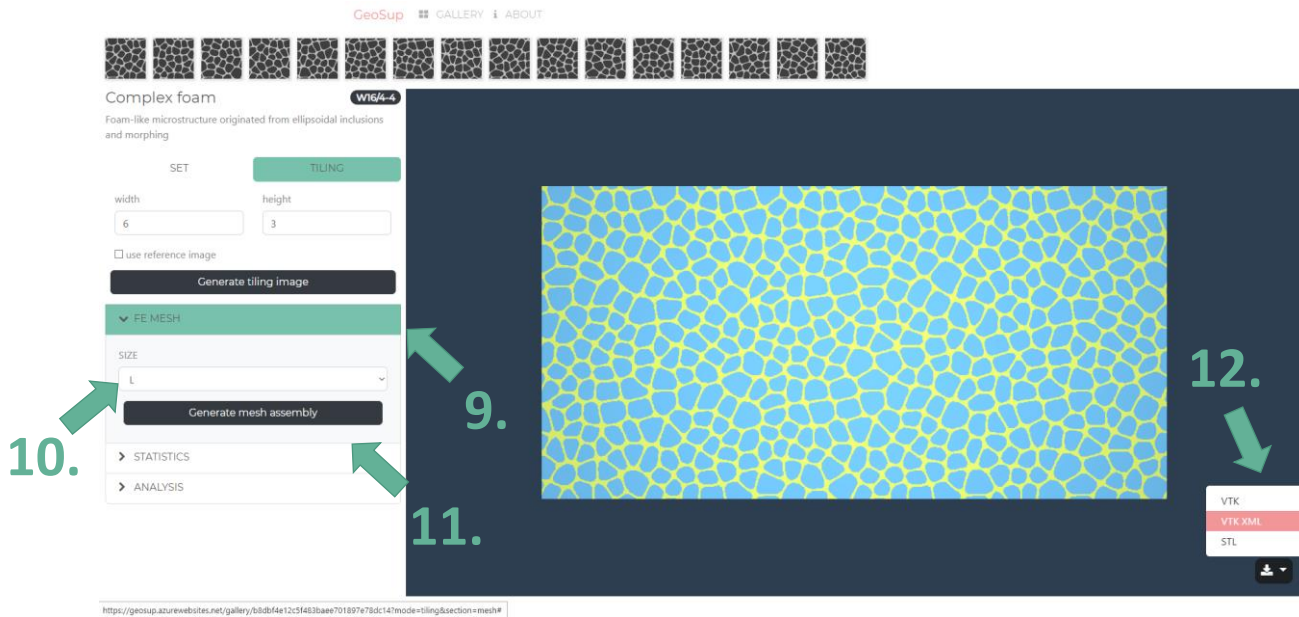 GeoSup GALLERY ABOUT
Complex foam W16/4-4
Foam-like microstructure originated from ellipsoidal inclusions
and morphing
SET TILING
width height
6 3
use reference image
Generate tiling image
FE MESH
9.
SIZE
L
10.
Generate mesh assembly
11.
STATISTICS
ANALYSIS
12.
VTK
VTK XML
STL
https://geosup.azurewebsites.net/gallery/b8dbf4e12c5f463baee701897e78dc14?mode=tiling&section=mesh#